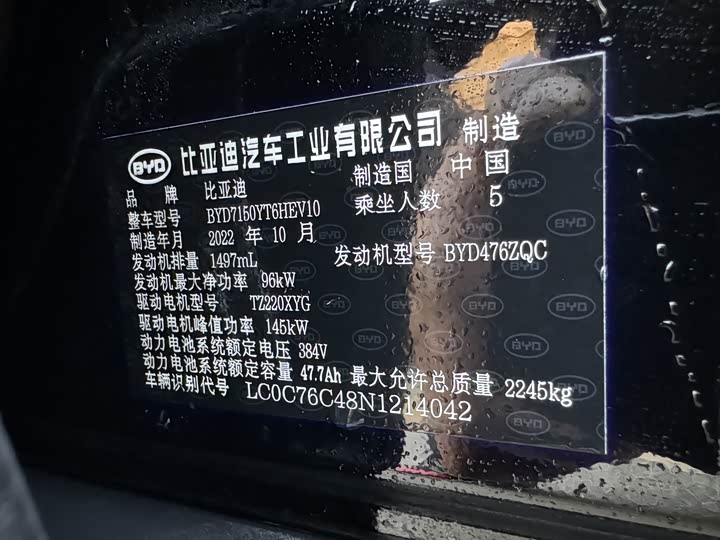 BYD 比亚迪汽车工业有限公司 制造
品牌 比亚迪 制造国 中国
整车型号 BYD7150YT6HEV10 乘坐人数 5
制造年月 2022 年 10 月
发动机排量 1497mL 发动机型号 BYD476ZQC
发动机最大净功率 96kW
驱动电机型号 TZ220XYG
驱动电机峰值功率 145kW
动力电池系统额定电压 384V
动力电池系统额定容量 47.7Ah 最大允许总质量 2245kg
车辆识别代号 LC0C76C48N1214042